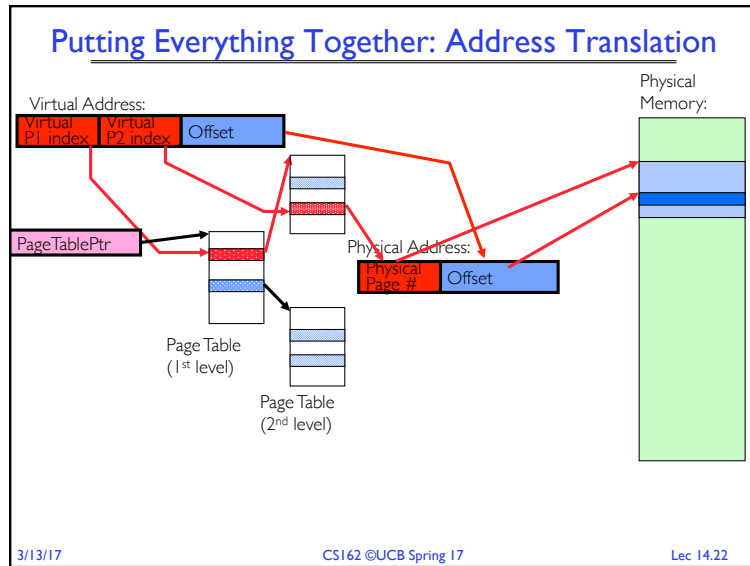 Putting Everything Together: Address Translation
Physical
Memory:
Virtual Address:
Virtual
P1 index
Virtual
P2 index
Offset
PageTablePtr
Physical Address:
Physical
Page #
Offset
Page Table
(1st level)
Page Table
(2nd level)
3/13/17
CS162 ©UCB Spring 17
Lec 14.22